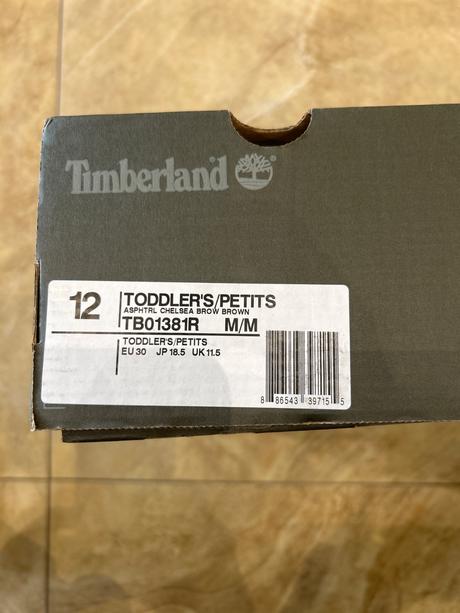 Timberland®
12
TODDLER'S/PETITS
ASPHTRL CHELSEA BROW BROWN
TB01381R M/M
TODDLER'S/PETITS
EU 30 JP 18.5 UK 11.5
8 86543 39715 5